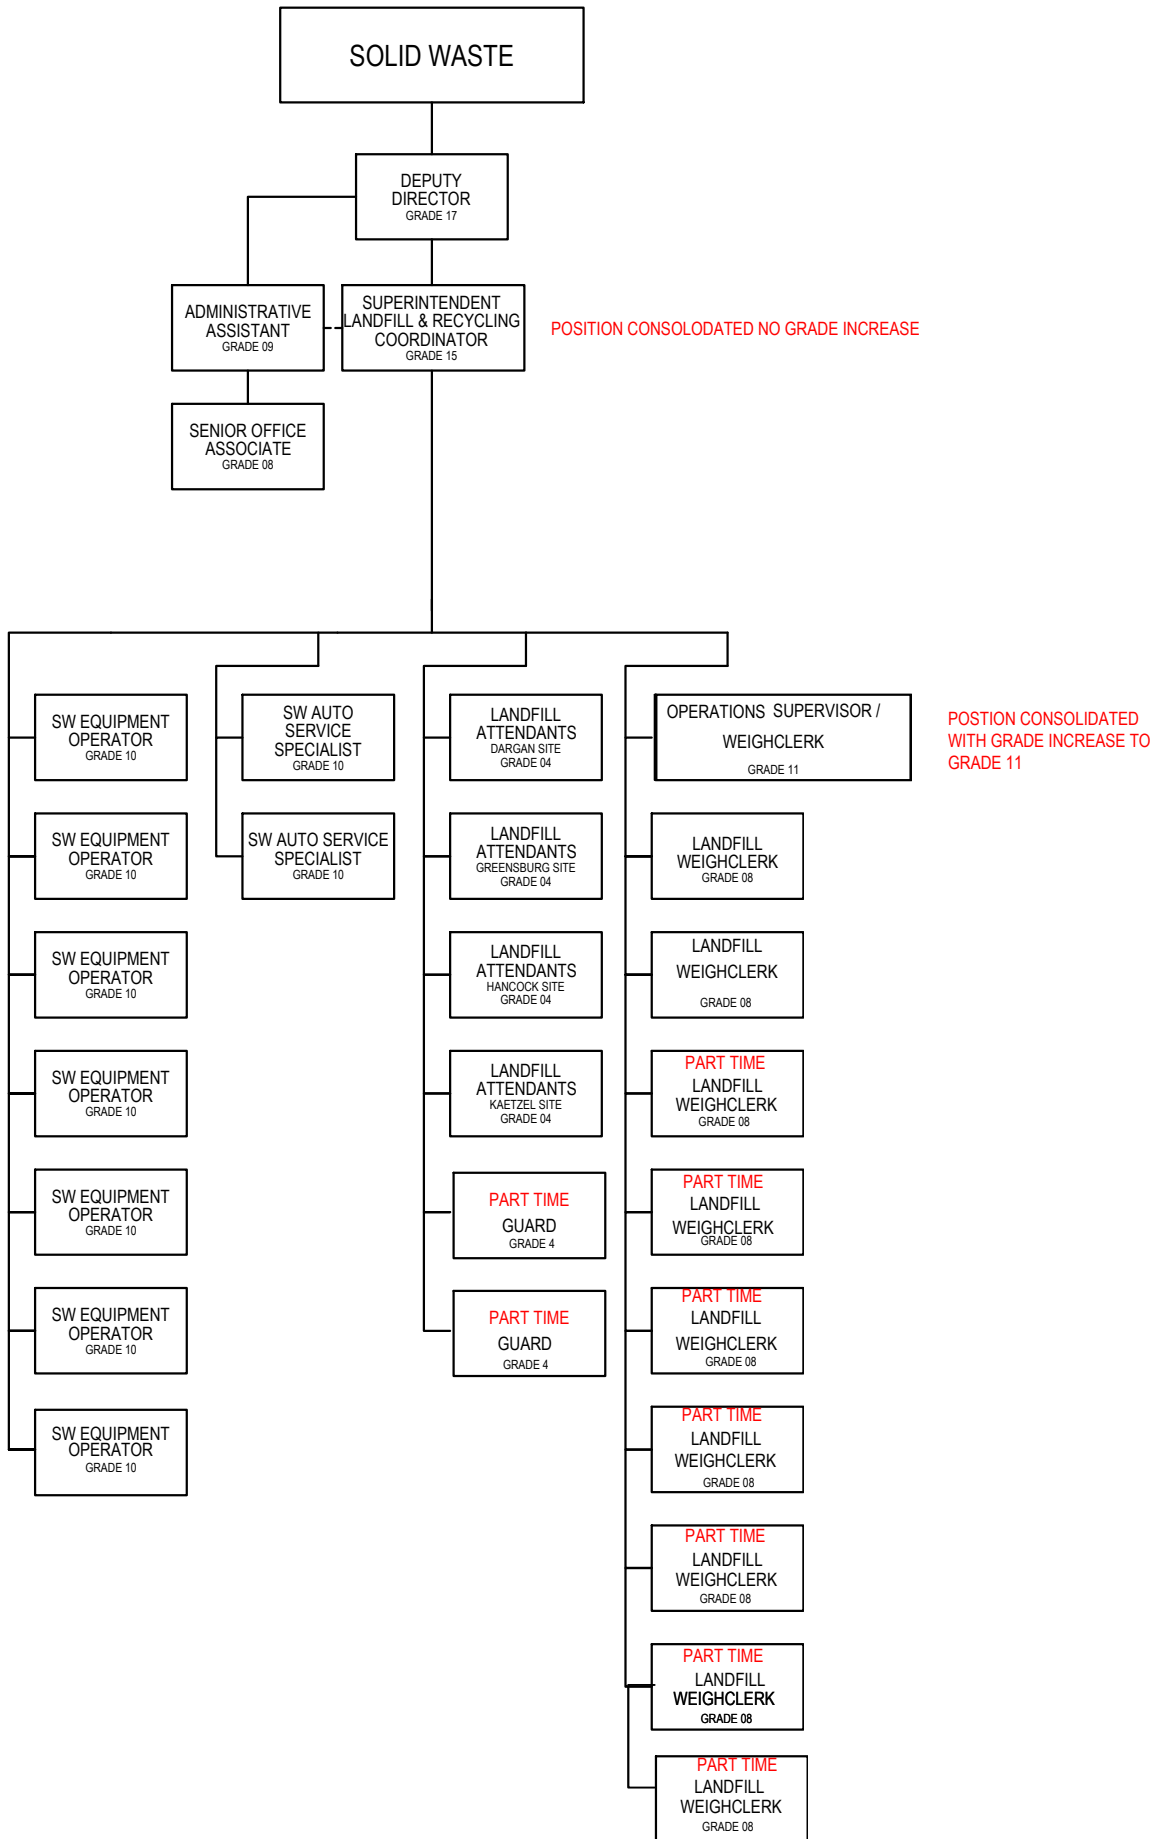 SOLID WASTE
DEPUTY
DIRECTOR
GRADE 17
ADMINISTRATIVE
ASSISTANT
GRADE 09
SUPERINTENDENT
LANDFILL & RECYCLING
COORDINATOR
GRADE 15
POSITION CONSOLODATED NO GRADE INCREASE
SENIOR OFFICE
ASSOCIATE
GRADE 08
SW EQUIPMENT
OPERATOR
GRADE 10
SW EQUIPMENT
OPERATOR
GRADE 10
SW EQUIPMENT
OPERATOR
GRADE 10
SW EQUIPMENT
OPERATOR
GRADE 10
SW EQUIPMENT
OPERATOR
GRADE 10
SW EQUIPMENT
OPERATOR
GRADE 10
SW EQUIPMENT
OPERATOR
GRADE 10
SW AUTO
SERVICE
SPECIALIST
GRADE 10
SW AUTO SERVICE
SPECIALIST
GRADE 10
LANDFILL
ATTENDANTS
DARGAN SITE
GRADE 04
LANDFILL
ATTENDANTS
GREENSBURG SITE
GRADE 04
LANDFILL
ATTENDANTS
HANCOCK SITE
GRADE 04
LANDFILL
ATTENDANTS
KAETZEL SITE
GRADE 04
PART TIME
GUARD
GRADE 4
PART TIME
GUARD
GRADE 4
OPERATIONS SUPERVISOR /
WEIGHCLERK
GRADE 11
POSTION CONSOLIDATED
WITH GRADE INCREASE TO
GRADE 11
LANDFILL
WEIGHCLERK
GRADE 08
LANDFILL
WEIGHCLERK
GRADE 08
PART TIME
LANDFILL
WEIGHCLERK
GRADE 08
PART TIME
LANDFILL
WEIGHCLERK
GRADE 08
PART TIME
LANDFILL
WEIGHCLERK
GRADE 08
PART TIME
LANDFILL
WEIGHCLERK
GRADE 08
PART TIME
LANDFILL
WEIGHCLERK
GRADE 08
PART TIME
LANDFILL
WEIGHCLERK
GRADE 08
PART TIME
LANDFILL
WEIGHCLERK
GRADE 08